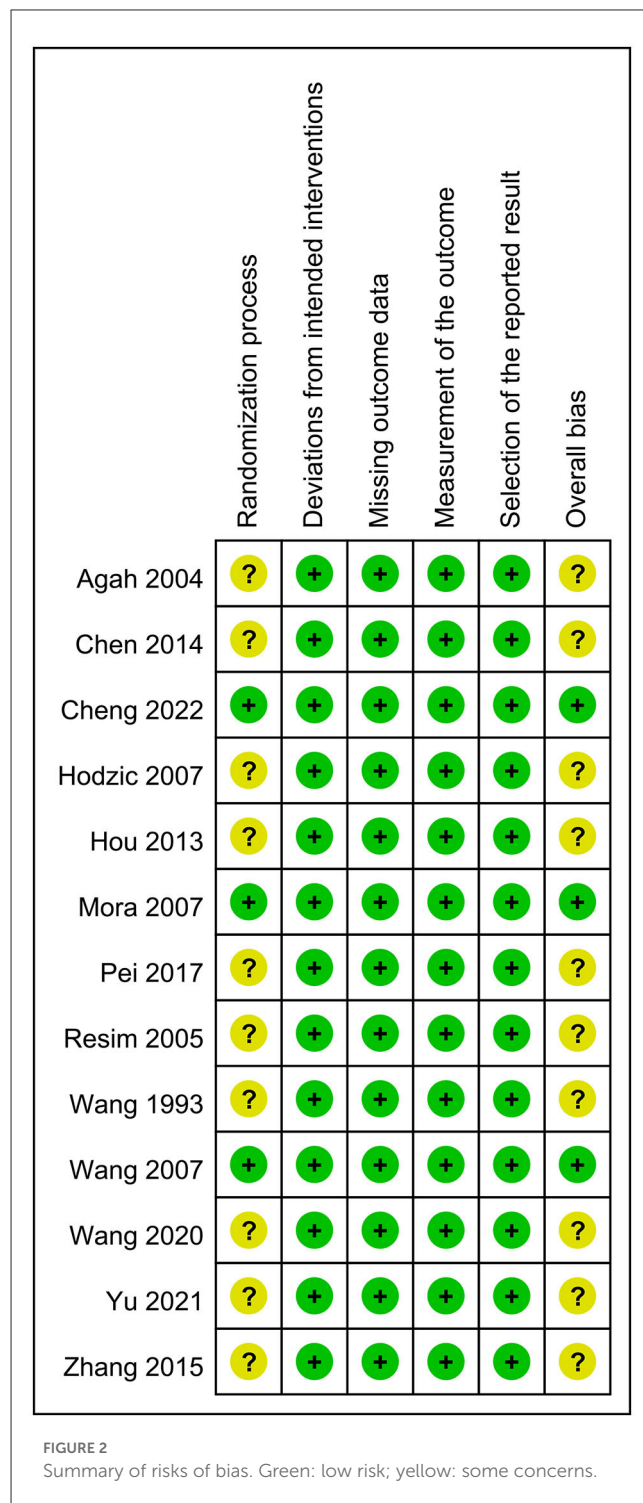 Randomization process
Deviations from intended interventions
Missing outcome data
Measurement of the outcome
Selection of the reported result
Overall bias
Agah 2004 ? + + + + ?
Chen 2014 ? + + + + ?
Cheng 2022 + + + + + +
Hodzic 2007 ? + + + + ?
Hou 2013 ? + + + + ?
Mora 2007 + + + + + +
Pei 2017 ? + + + + ?
Resim 2005 ? + + + + ?
Wang 1993 ? + + + + ?
Wang 2007 + + + + + +
Wang 2020 ? + + + + ?
Yu 2021 ? + + + + ?
Zhang 2015 ? + + + + ?
FIGURE 2
Summary of risks of bias. Green: low risk; yellow: some concerns.